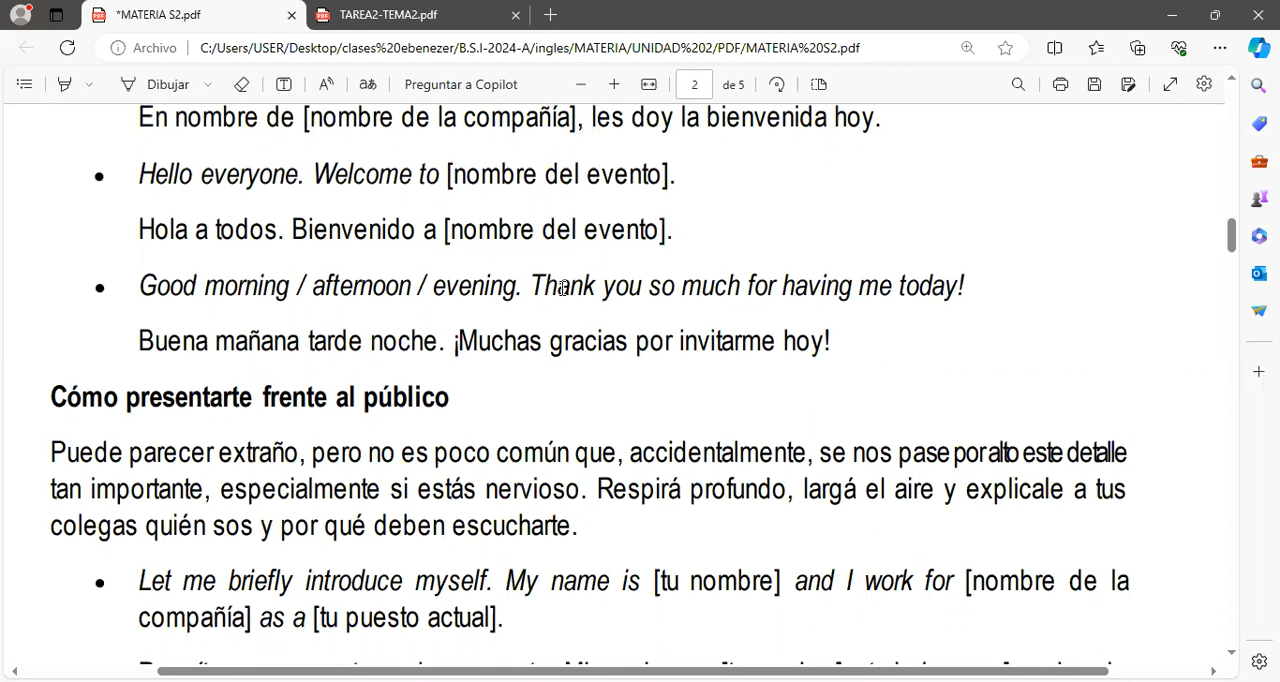 *MATERIA S2.pdf
TAREA2-TEMA2.pdf
Archivo
C:/Users/USER/Desktop/clases%20ebenezer/B.S.I-2024-A/ingles/MATERIA/UNIDAD%202/PDF/MATERIA%20S2.pdf
Dibujar
Preguntar a Copilot
2
de 5
En nombre de [nombre de la compañía], les doy la bienvenida hoy.
• Hello everyone. Welcome to [nombre del evento].
Hola a todos. Bienvenido a [nombre del evento].
• Good morning / afternoon / evening. Thank you so much for having me today!
Buena mañana tarde noche. ¡Muchas gracias por invitarme hoy!
Cómo presentarte frente al público
Puede parecer extraño, pero no es poco común que, accidentalmente, se nos pase por alto este detalle
tan importante, especialmente si estás nervioso. Respirá profundo, largá el aire y explicale a tus
colegas quién sos y por qué deben escucharte.
• Let me briefly introduce myself. My name is [tu nombre] and I work for [nombre de la
compañía] as a [tu puesto actual].